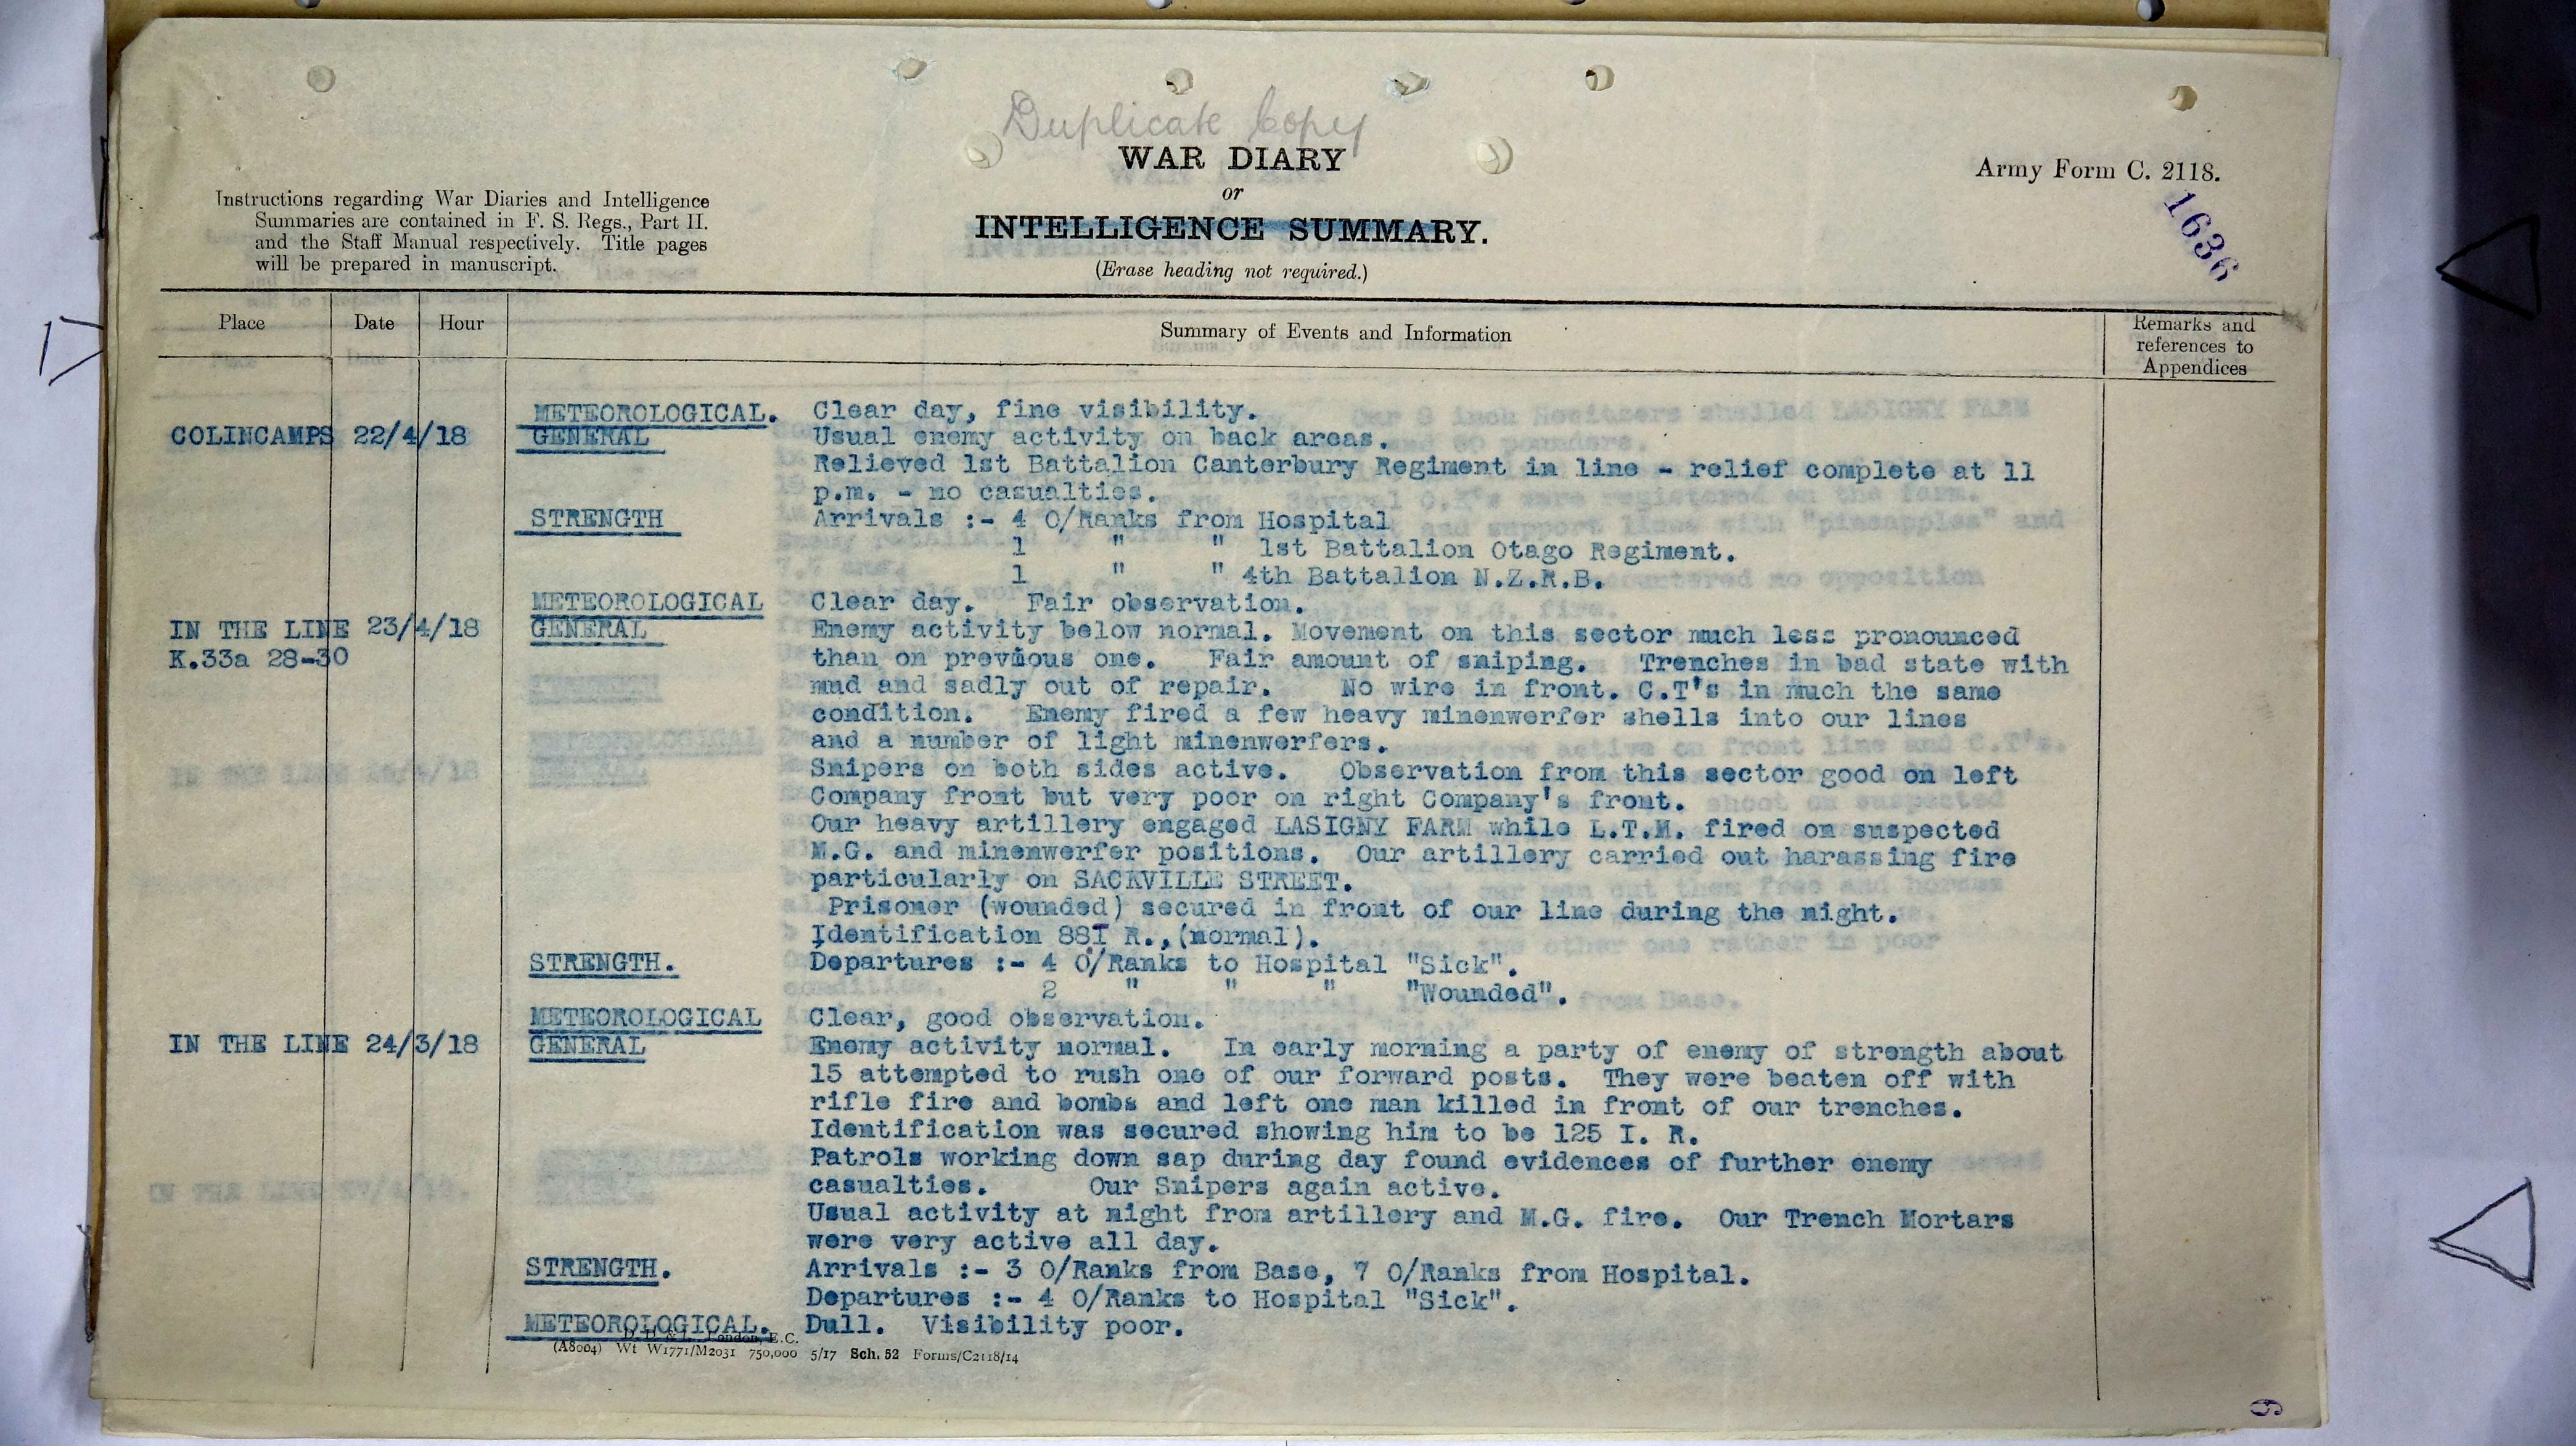 Duplicate Copy
WAR DIARY
or
INTELLIGENCE SUMMARY.
(Erase heading not required.)
Army Form C. 2118.
1636
Instructions regarding War Diaries and Intelligence
Summaries are contained in F. S. Regs., Part II.
and the Staff Manual respectively. Title pages
will be prepared in manuscript.
Place Date Hour Summary of Events and Information Remarks and references to Appendices
METEOROLOGICAL. Clear day, fine visibility.
COLINCAMPS 22/4/18 GENERAL Usual enemy activity on back areas.
Relieved 1st Battalion Canterbury Regiment in line - relief complete at 11
p.m. - no casualties.
STRENGTH Arrivals :- 4 O/Ranks from Hospital
1 " " 1st Battalion Otago Regiment.
1 " " 4th Battalion N.Z.R.B.
METEOROLOGICAL Clear day. Fair observation.
IN THE LINE 23/4/18 GENERAL Enemy activity below normal. Movement on this sector much less pronounced
K.33a 28-30 than on previous one. Fair amount of sniping. Trenches in bad state with
mud and sadly out of repair. No wire in front. C.T's in much the same
condition. Enemy fired a few heavy minenwerfer shells into our lines
and a number of light minenwerfers.
Snipers on both sides active. Observation from this sector good on left
Company front but very poor on right Company's front.
Our heavy artillery engaged LASIGNY FARM while L.T.M. fired on suspected
M.G. and minenwerfer positions. Our artillery carried out harassing fire
particularly on SACKVILLE STREET.
Prisoner (wounded) secured in front of our line during the night.
Identification 88I R.,(normal).
STRENGTH. Departures :- 4 O/Ranks to Hospital "Sick".
2 " " " "Wounded".
METEOROLOGICAL Clear, good observation.
IN THE LINE 24/3/18 GENERAL Enemy activity normal. In early morning a party of enemy of strength about
15 attempted to rush one of our forward posts. They were beaten off with
rifle fire and bombs and left one man killed in front of our trenches.
Identification was secured showing him to be 125 I. R.
Patrols working down sap during day found evidences of further enemy
casualties. Our Snipers again active.
Usual activity at night from artillery and M.G. fire. Our Trench Mortars
were very active all day.
STRENGTH. Arrivals :- 3 O/Ranks from Base, 7 O/Ranks from Hospital.
Departures :- 4 O/Ranks to Hospital "Sick".
METEOROLOGICAL. Dull. Visibility poor.
London, E.C.
(A8004) Wt W1771/M2031 750,000 5/17 Sch. 52 Forms/C2118/14
9